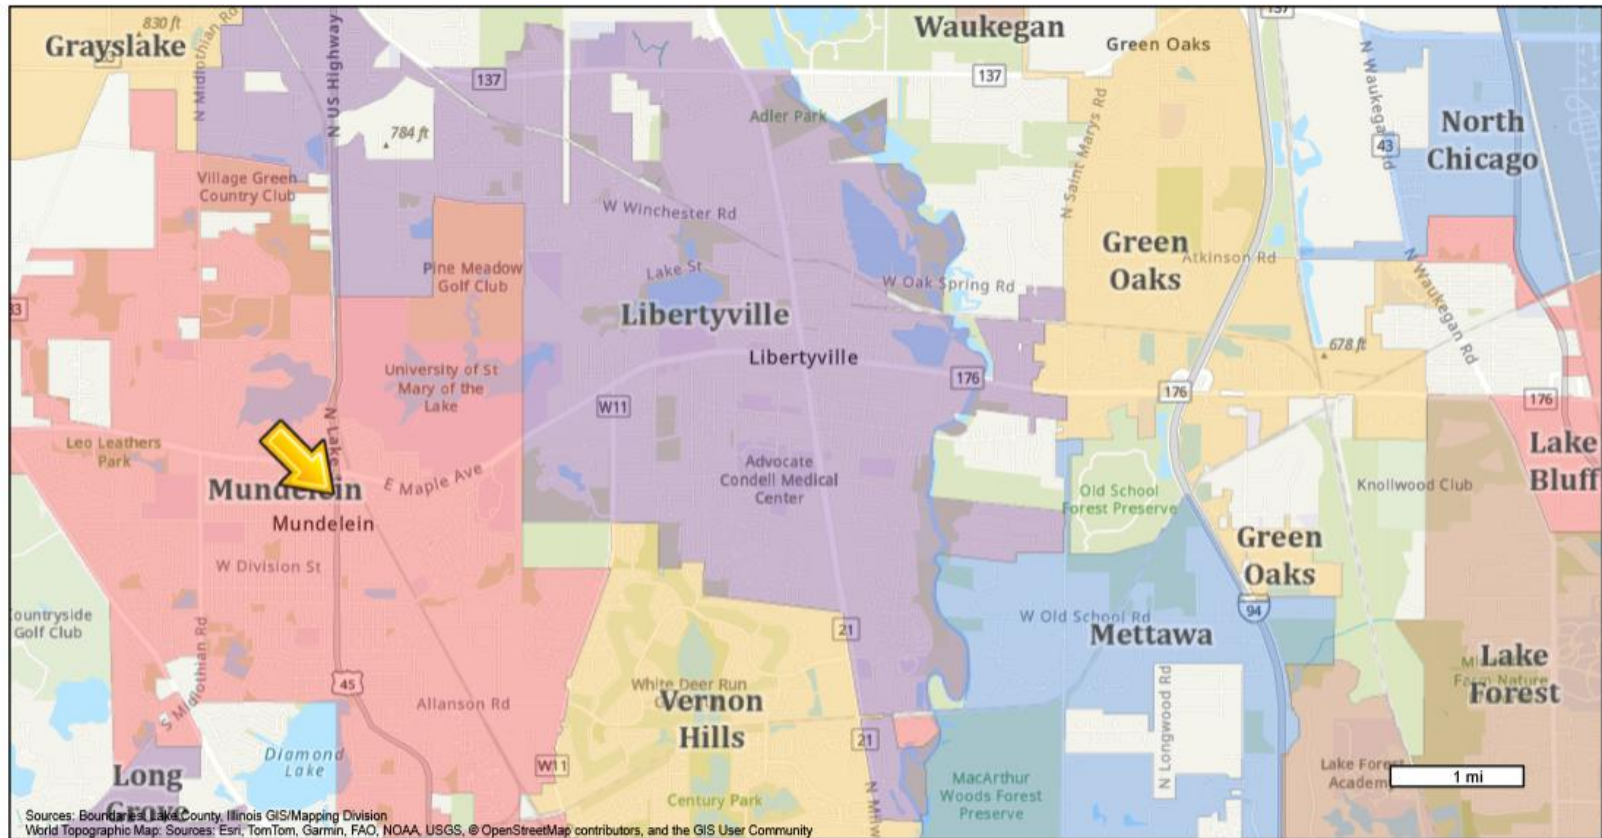 830 ft
Grayslake
N Midlothian Rd
N US Highway
137
Waukegan
Green Oaks
137
137
N Waukegan Rd
43
North
Chicago
784 ft
Adler Park
N Saint Marys Rd
Village Green
Country Club
W Winchester Rd
Green
Oaks
Atkinson Rd
Pine Meadow
Golf Club
Lake St
W Oak Spring Rd
N Waukegan Rd
Libertyville
Libertyville
678 ft
University of St
Mary of the
Lake
176
176
176
W11
N Lake
Leo Leathers
Park
E Maple Ave
Mundelein
Mundelein
Advocate
Condell Medical
Center
Old School
Forest Preserve
Knollwood Club
Lake
Bluff
Green
Oaks
W Division St
ountryside
Golf Club
94
W Old School Rd
Mettawa
21
S Midlothian Rd
45
Allanson Rd
White Deer Run
Vernon
Hills
Lake
Forest
N Longwood Rd
21
Diamond
Lake
W11
Long
Grove
Century Park
MacArthur
Woods Forest
Preserve
Lake Forest
Academ
1 mi
Sources: Boundaries: Lake County, Illinois GIS/Mapping Division
World Topographic Map: Sources: Esri, TomTom, Garmin, FAO, NOAA, USGS, © OpenStreetMap contributors, and the GIS User Community